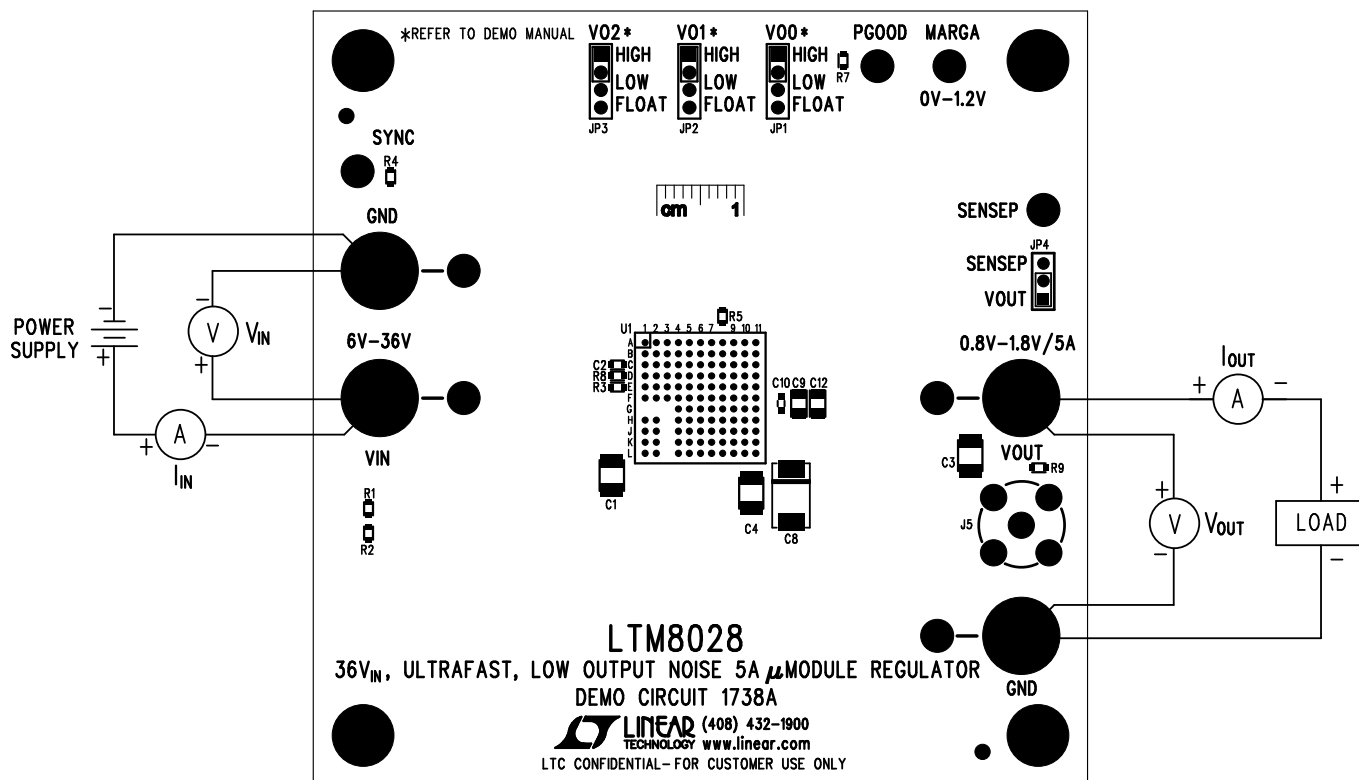 *REFER TO DEMO MANUAL VO2* VO1* VO0* PGOOD MARGA
HIGH HIGH HIGH
LOW LOW LOW
FLOAT FLOAT FLOAT
R7
0V-1.2V
JP3 JP2 JP1
SYNC
R4
cm 1
GND
SENSEP
JP4
SENSEP
VOUT
POWER
SUPPLY
- +
- V + VIN
6V-36V
+ A -
IIN
VIN
R5
U1 1 2 3 4 5 6 7 9 10 11
A
B
C
D
E
F
G
H
J
K
L
C2
R8
R3
C10 C9 C12
0.8V-1.8V/5A
IOUT
+ A -
VOUT
C3
R9
C1
C4
C8
R1
R2
J5
+ V - VOUT
+
LOAD
-
LTM8028
36VIN, ULTRAFAST, LOW OUTPUT NOISE 5A μMODULE REGULATOR
GND
DEMO CIRCUIT 1738A
LINEAR TECHNOLOGY (408) 432-1900
www.linear.com
LTC CONFIDENTIAL-FOR CUSTOMER USE ONLY